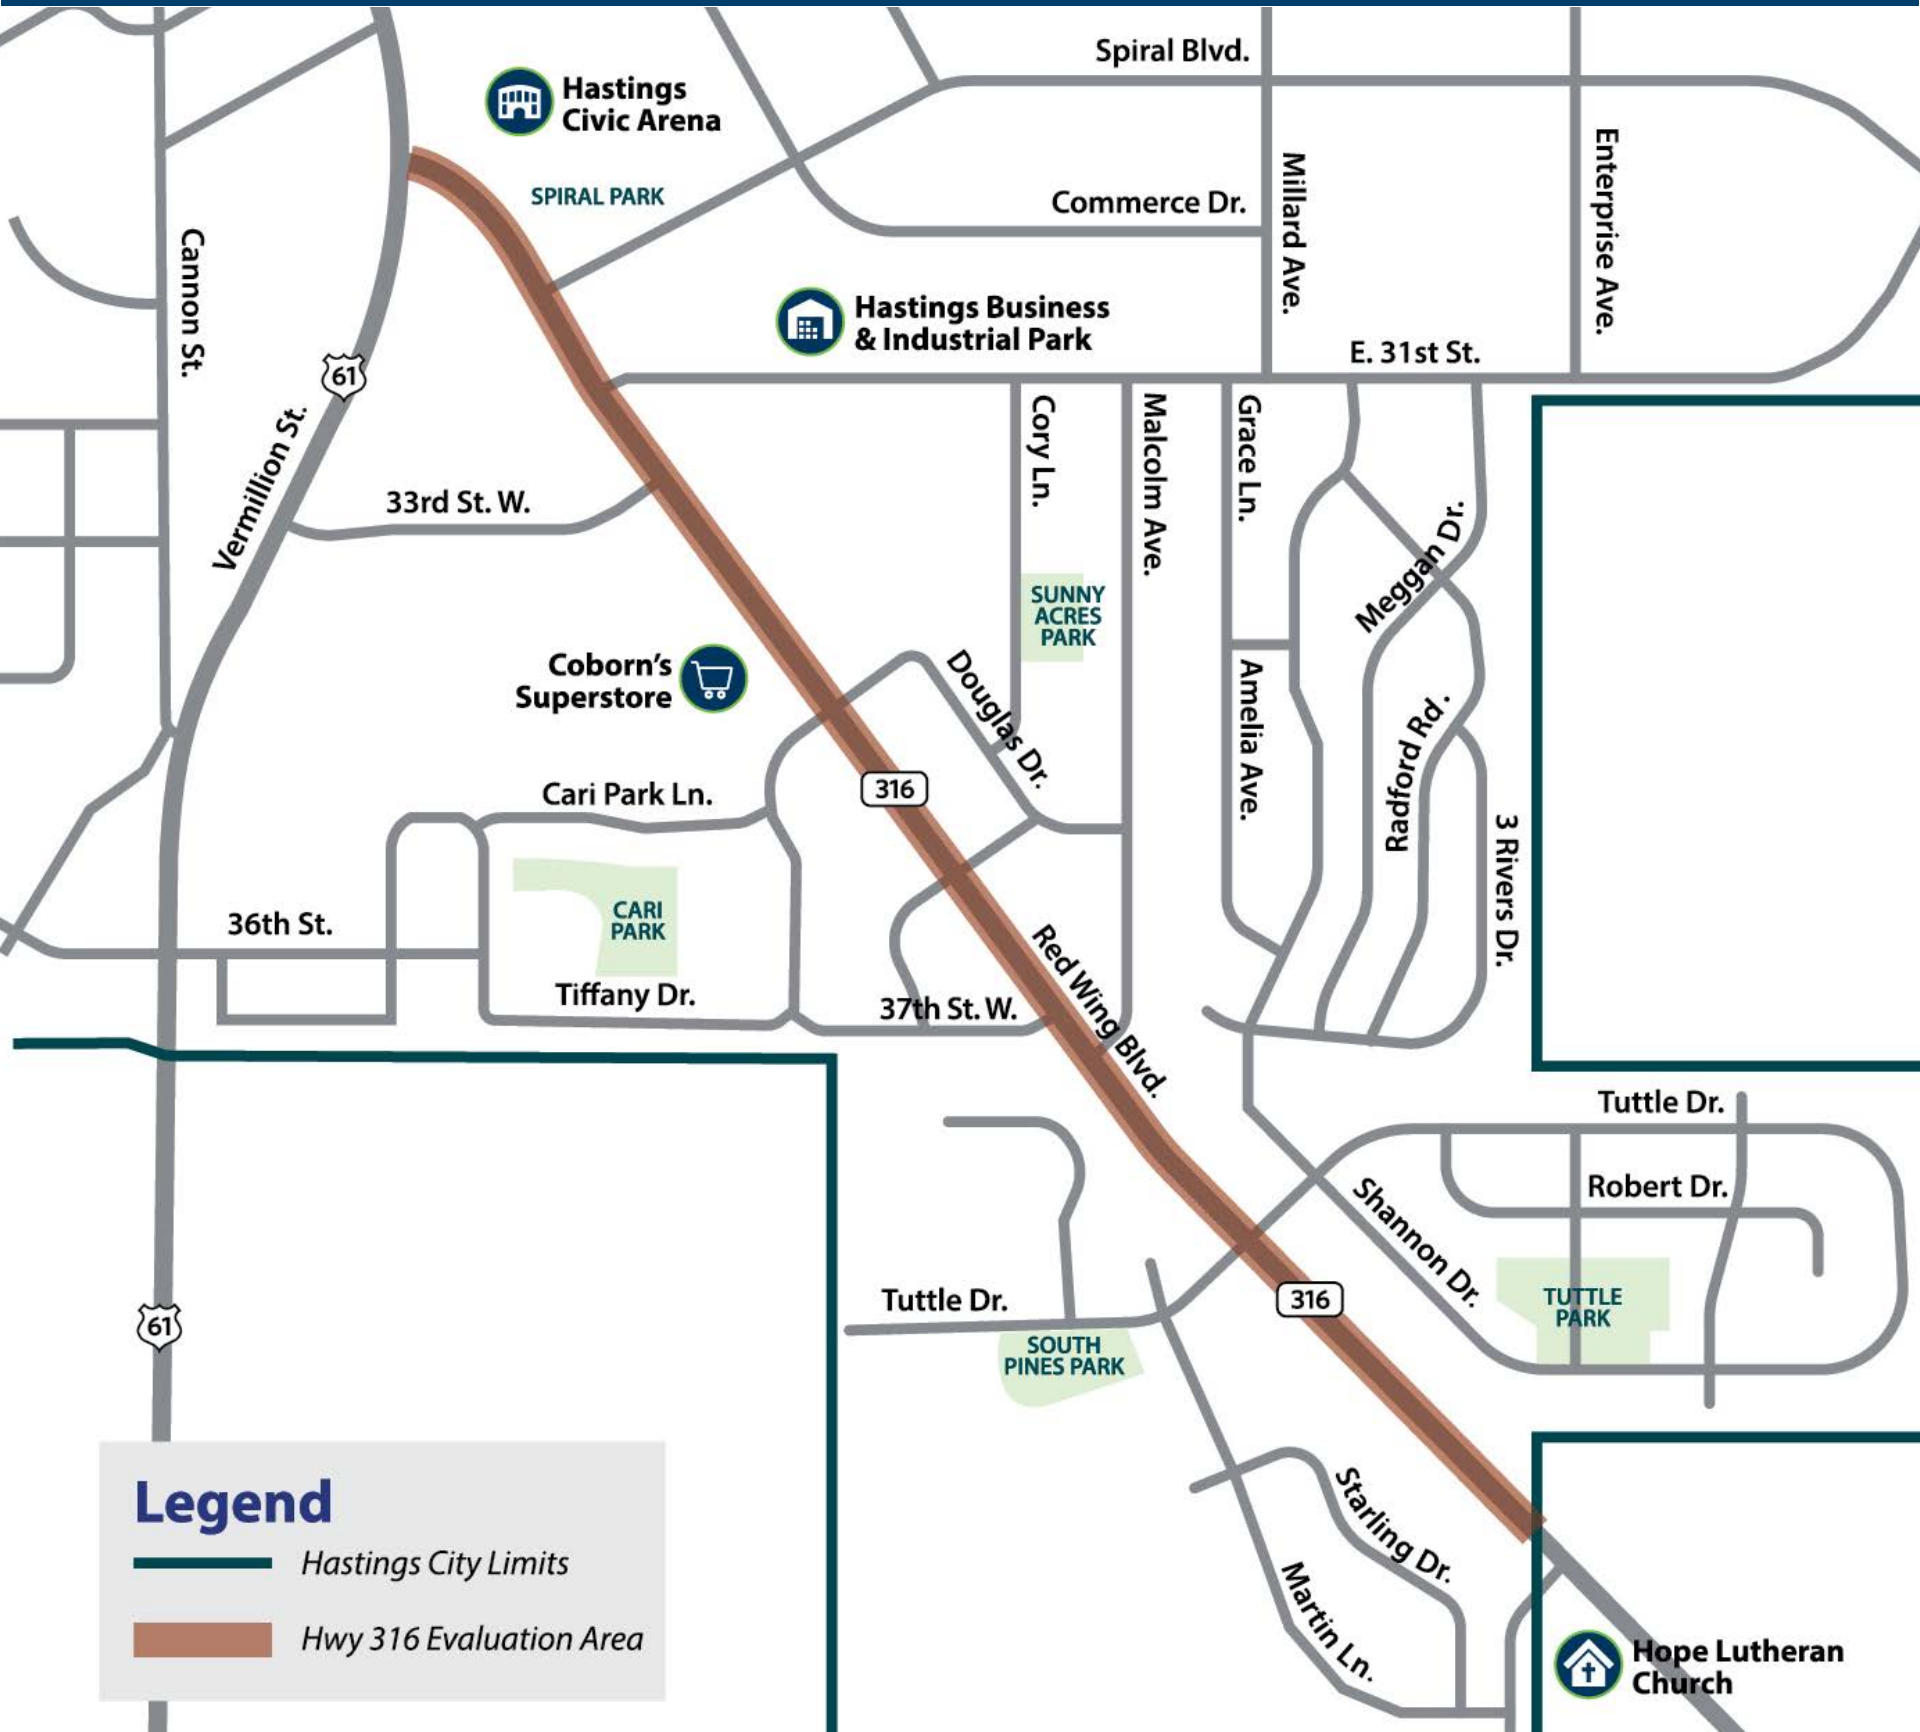 Spiral Blvd.
Hastings
Civic Arena
SPIRAL PARK
Commerce Dr.
Millard Ave.
Enterprise Ave.
Cannon St.
Hastings Business
& Industrial Park
E. 31st St.
61
Vermillion St.
33rd St. W.
Cory Ln.
Malcolm Ave.
Grace Ln.
Meggan Dr.
SUNNY
ACRES
PARK
Coborn's
Superstore
Douglas Dr.
Amelia Ave.
Radford Rd.
316
Cari Park Ln.
3 Rivers Dr.
36th St.
CARI
PARK
Red Wing Blvd.
Tiffany Dr.
37th St. W.
Tuttle Dr.
Robert Dr.
Shannon Dr.
TUTTLE
PARK
Tuttle Dr.
316
61
SOUTH
PINES PARK
Starling Dr.
Martin Ln.
Hope Lutheran
Church
Legend
Hastings City Limits
Hwy 316 Evaluation Area